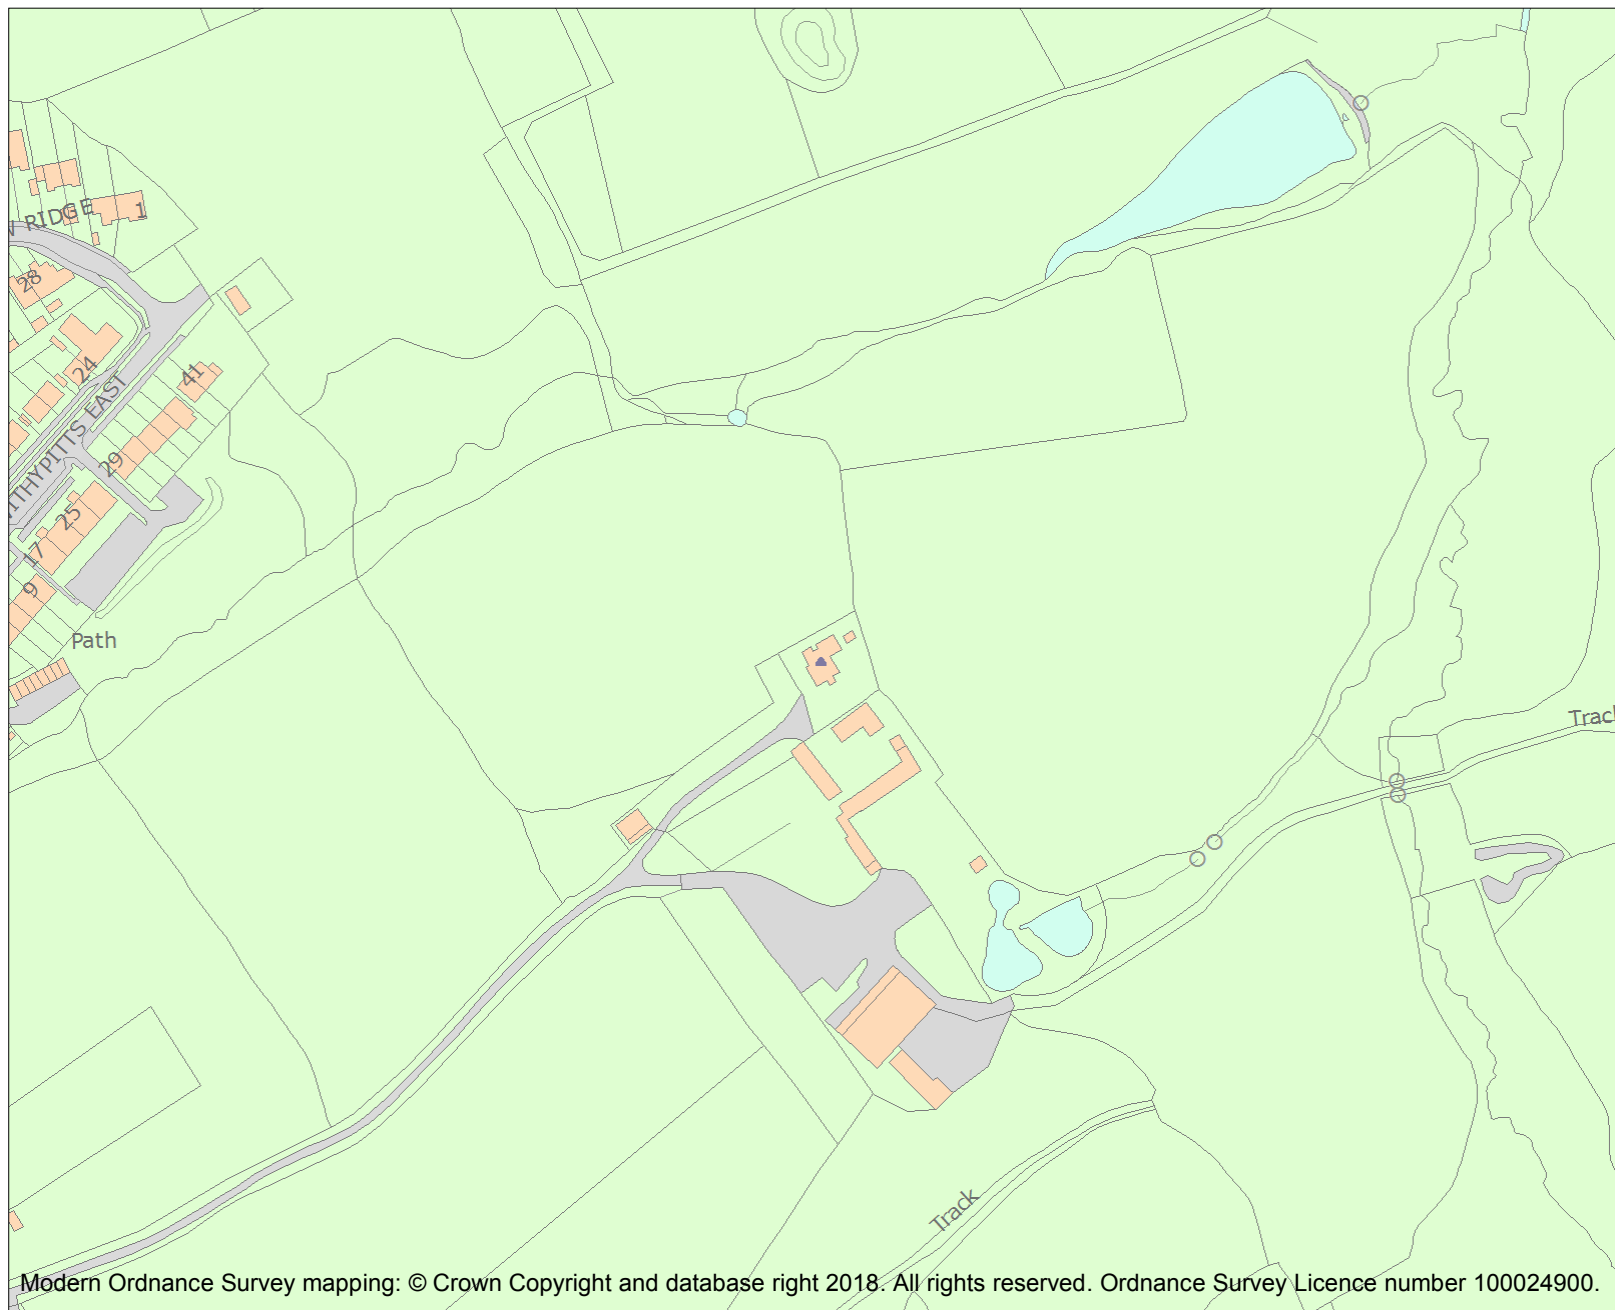 RIDGE
1
28
24
41
WITHYPITTS EAST
29
25
17
9
Path
Track
Track
Modern Ordnance Survey mapping: © Crown Copyright and database right 2018. All rights reserved. Ordnance Survey Licence number 100024900.